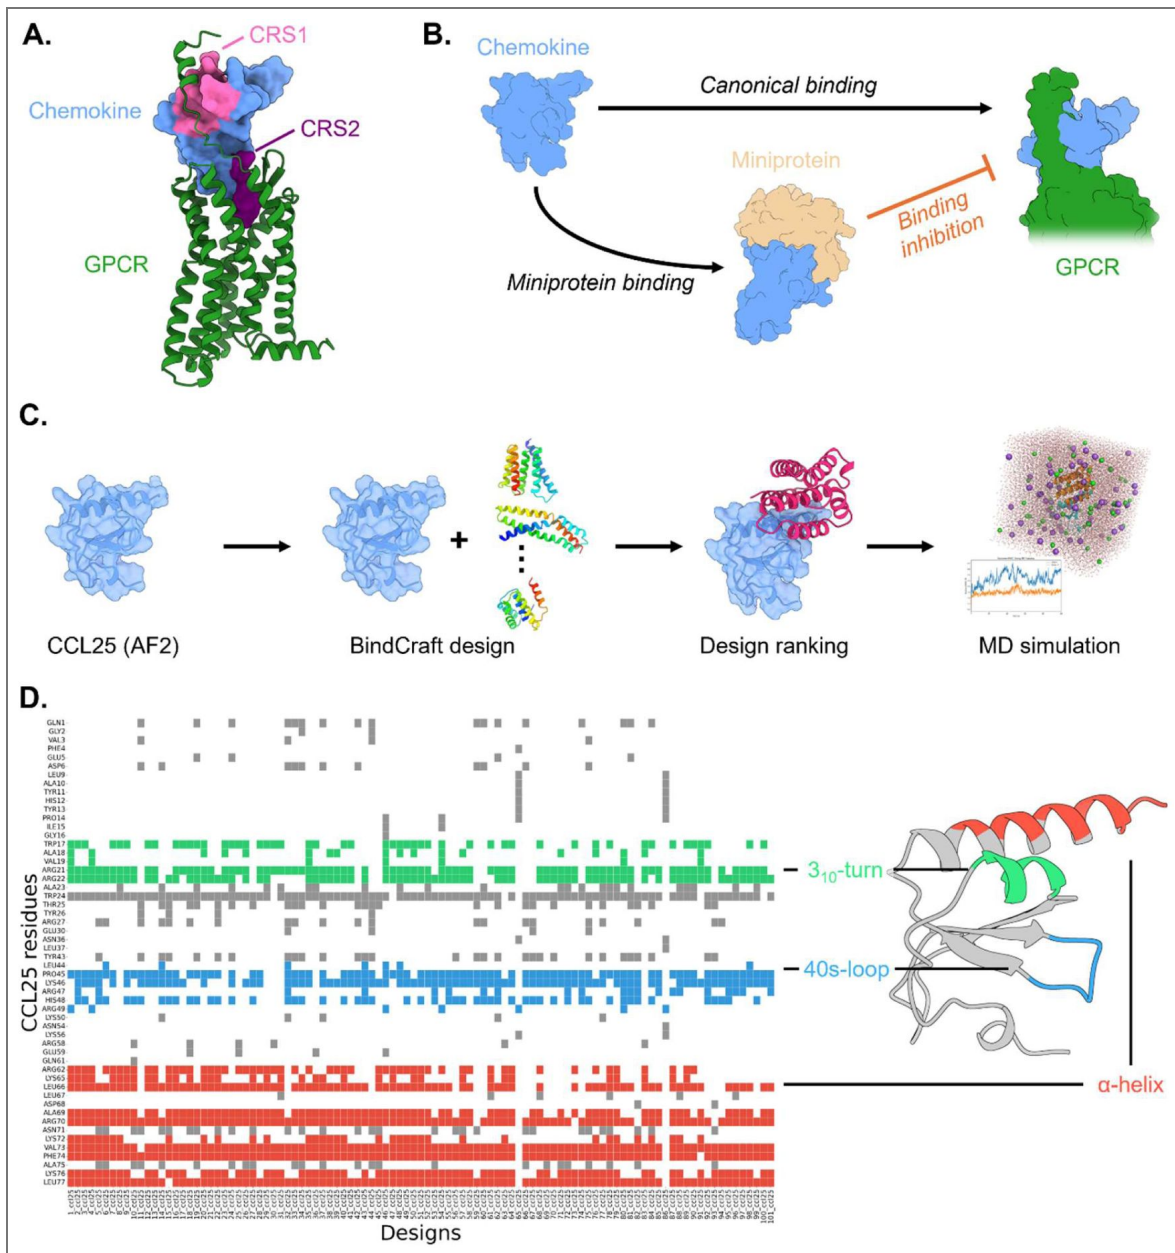 A.
CRS1
Chemokine
CRS2
GPCR
B.
Chemokine
Canonical binding
Miniprotein
Binding
inhibition
Miniprotein binding
GPCR
C.
CCL25 (AF2)
+
BindCraft design
Design ranking
MD simulation
D.
CCL25 residues
GLN1
GLY2
VAL3
PHE4
GLU5
ASP6
LEU9
ALA10
TYR11
HIS12
TYR13
PRO14
ILE15
GLY16
TRP17
ALA18
VAL19
ARG21
ARG22
ALA23
TRP24
THR25
TYR26
ARG27
GLU30
ASN36
LEU37
TYR43
LEU44
PRO45
LYS46
ARG47
HIS48
ARG49
LYS50
ASN54
LYS56
ARG58
GLU59
GLN61
ARG62
LYS65
LEU66
LEU67
ASP68
ALA69
ARG70
ASN71
LYS72
VAL73
PHE74
ALA75
LYS76
LEU77
Designs
3₁₀-turn
40s-loop
α-helix